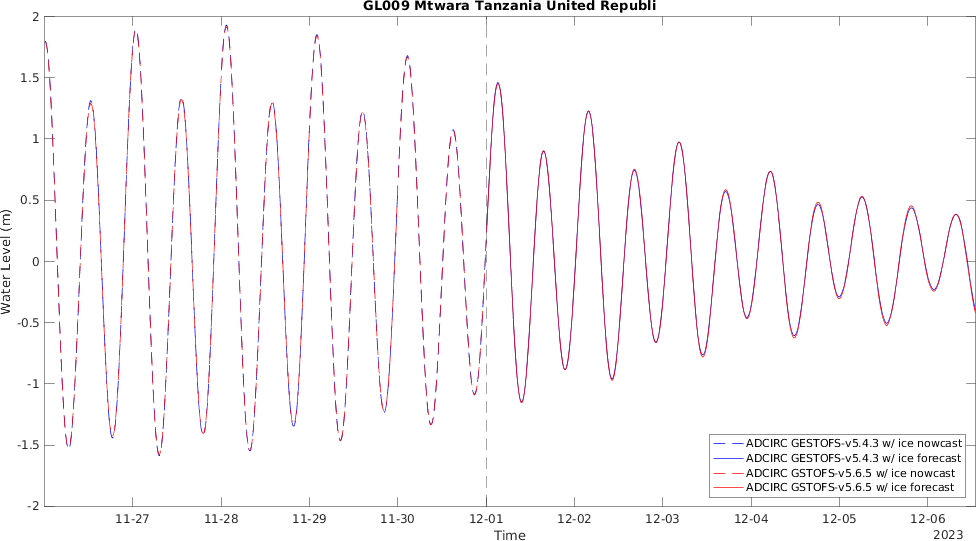 GL009 Mtwara Tanzania United Republi
2
1.5
1
0.5
0
-0.5
-1
-1.5
-2
Water Level (m)
ADCIRC GESTOFS-v5.4.3 w/ ice nowcast
ADCIRC GESTOFS-v5.4.3 w/ ice forecast
ADCIRC GSTOFS-v5.6.5 w/ ice nowcast
ADCIRC GSTOFS-v5.6.5 w/ ice forecast
11-27 11-28 11-29 11-30 12-01 12-02 12-03 12-04 12-05 12-06
Time
2023